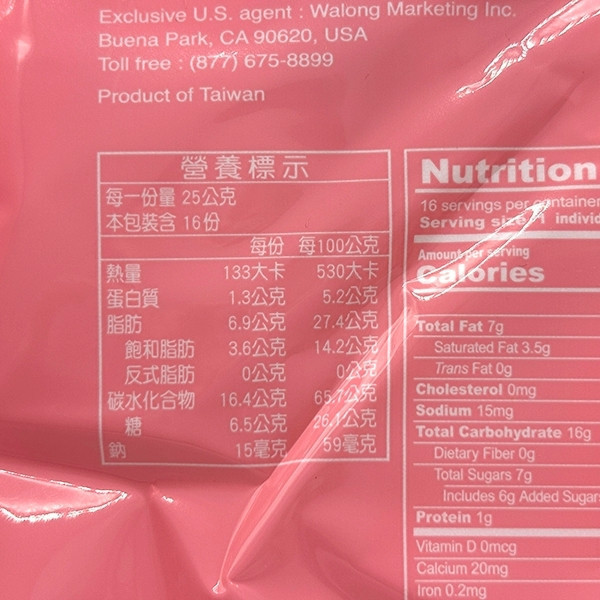 Exclusive U.S. agent : Walong Marketing Inc.
Buena Park, CA 90620, USA
Toll free : (877) 675-8899
Product of Taiwan
營養標示
每一份量 25公克
本包裝含 16份
每份 每100公克
熱量 133大卡 530大卡
蛋白質 1.3公克 5.2公克
脂肪 6.9公克 27.4公克
飽和脂肪 3.6公克 14.2公克
反式脂肪 0公克 0公克
碳水化合物 16.4公克 65.7公克
糖 6.5公克 26.1公克
鈉 15毫克 59毫克
Nutrition
16 servings per container
Serving size 1 individ
Amount per serving
Calories
Total Fat 7g
Saturated Fat 3.5g
Trans Fat 0g
Cholesterol 0mg
Sodium 15mg
Total Carbohydrate 16g
Dietary Fiber 0g
Total Sugars 7g
Includes 6g Added Sugars
Protein 1g
Vitamin D 0mcg
Calcium 20mg
Iron 0.2mg